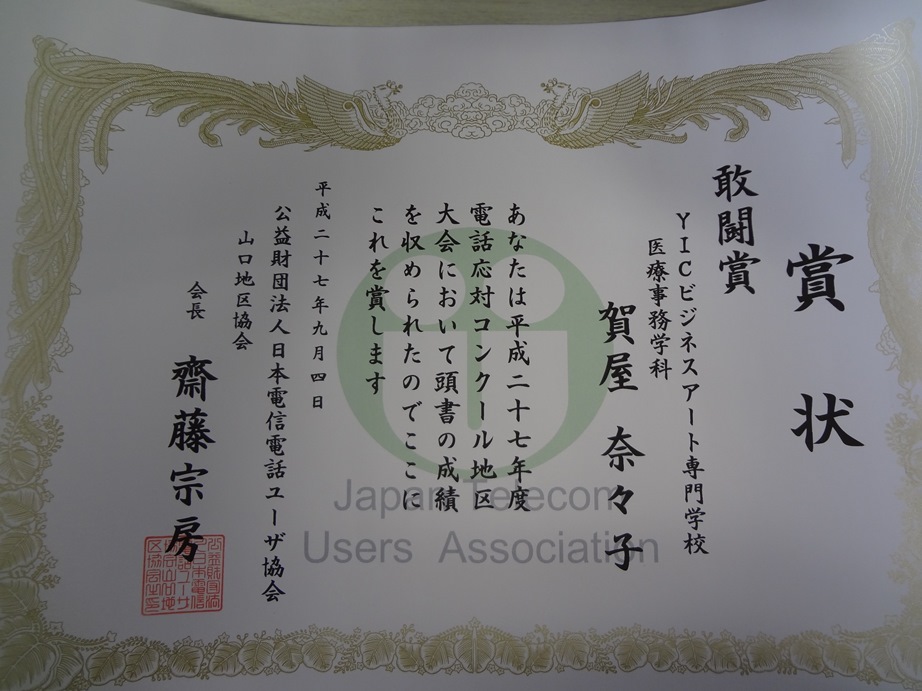 賞状
敢闘賞
YICビジネスアート専門学校
医療事務学科
賀屋 奈々子
あなたは平成二十七年度
電話応対コンクール地区
大会において頭書の成績
を収められたのでここに
これを賞します
平成二十七年九月四日
公益財団法人日本電信電話ユーザ協会
山口地区協会
会長 齋藤宗房
Japan Telecom
Users Association